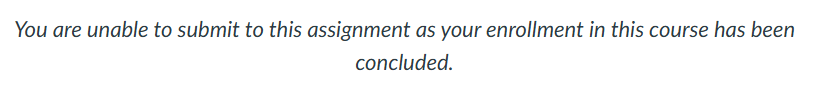 You are unable to submit to this assignment as your enrollment in this course has been
concluded.